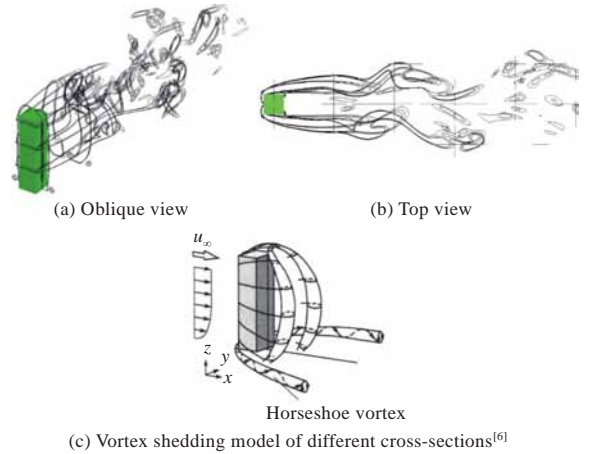 (a) Oblique view
(b) Top view
u∞
z
y
x
Horseshoe vortex
(c) Vortex shedding model of different cross-sections[6]